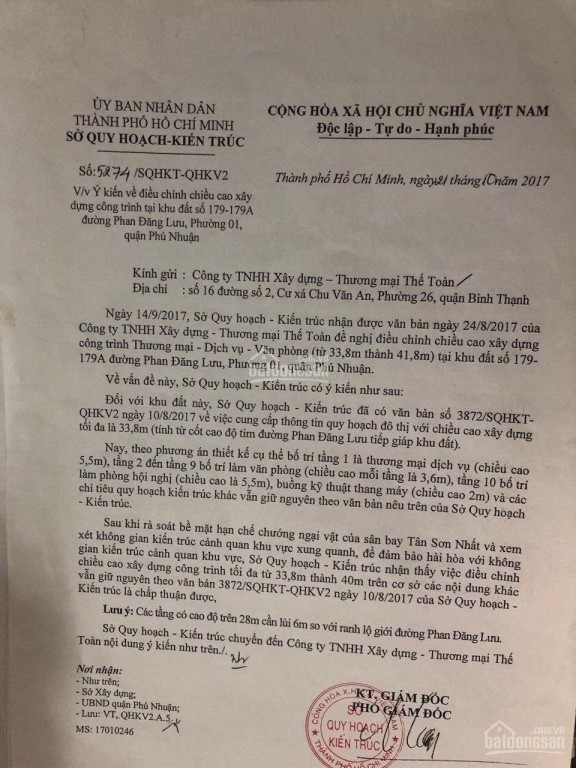 ỦY BAN NHÂN DÂN
THÀNH PHỐ HỒ CHÍ MINH
SỞ QUY HOẠCH-KIẾN TRÚC
CỘNG HÒA XÃ HỘI CHỦ NGHĨA VIỆT NAM
Độc lập - Tự do - Hạnh phúc
Số: 5274/SQHKT-QHKV2
Thành phố Hồ Chí Minh, ngày 21 tháng 10 năm 2017
V/v Ý kiến về điều chỉnh chiều cao xây
dựng công trình tại khu đất số 179-179A
đường Phan Đăng Lưu, Phường 01,
quận Phú Nhuận
Kính gửi : Công ty TNHH Xây dựng – Thương mại Thế Toàn
Địa chỉ : số 16 đường số 2, Cư xá Chu Văn An, Phường 26, quận Bình Thạnh
Ngày 14/9/2017, Sở Quy hoạch - Kiến trúc nhận được văn bản ngày 24/8/2017 của
Công ty TNHH Xây dựng - Thương mại Thế Toàn đề nghị điều chỉnh chiều cao xây dựng
công trình Thương mại - Dịch vụ - Văn phòng (từ 33,8m thành 41,8m) tại khu đất số 179-
179A đường Phan Đăng Lưu, Phường 01, quận Phú Nhuận.
Về vấn đề này, Sở Quy hoạch - Kiến trúc có ý kiến như sau:
Đối với khu đất này, Sở Quy hoạch - Kiến trúc đã có văn bản số 3872/SQHKT-
QHKV2 ngày 10/8/2017 về việc cung cấp thông tin quy hoạch đô thị với chiều cao xây dựng
tối đa là 33,8m (tính từ cốt cao độ tim đường Phan Đăng Lưu tiếp giáp khu đất).
Nay, theo phương án thiết kế cụ thể bố trí tầng 1 là thương mại dịch vụ (chiều cao
5,5m), tầng 2 đến tầng 9 bố trí làm văn phòng (chiều cao mỗi tầng là 3,6m), tầng 10 bố trí
làm phòng hội nghị (chiều cao là 5,5m), buồng kỹ thuật thang máy (chiều cao 2m) và các
chỉ tiêu quy hoạch kiến trúc khác vẫn giữ nguyên theo văn bản nêu trên của Sở Quy hoạch
- Kiến trúc.
Sau khi rà soát bề mặt hạn chế chướng ngại vật của sân bay Tân Sơn Nhất và xem
xét không gian kiến trúc cảnh quan khu vực xung quanh, để đảm bảo hài hòa với không
gian kiến trúc cảnh quan khu vực, Sở Quy hoạch - Kiến trúc nhận thấy việc điều chỉnh
chiều cao xây dựng công trình tối đa từ 33,8m thành 40m trên cơ sở các nội dung khác
vẫn giữ nguyên theo văn bản 3872/SQHKT-QHKV2 ngày 10/8/2017 của Sở Quy hoạch -
Kiến trúc là chấp thuận được,
Lưu ý: Các tầng có cao độ trên 28m cần lùi 6m so với ranh lộ giới đường Phan Đăng Lưu.
Sở Quy hoạch - Kiến trúc chuyển đến Công ty TNHH Xây dựng - Thương mại Thế
Toàn nội dung ý kiến như trên./.
Nơi nhận:
- Như trên;
- Sở Xây dựng;
- UBND quận Phú Nhuận;
- Lưu: VT, QHKV2.A.5.
MS: 17010246
KT. GIÁM ĐỐC
PHÓ GIÁM ĐỐC
SỞ
QUY HOẠCH
KIẾN TRÚC
THÀNH PHỐ HỒ CHÍ MINH
batdongsan
batdongsan